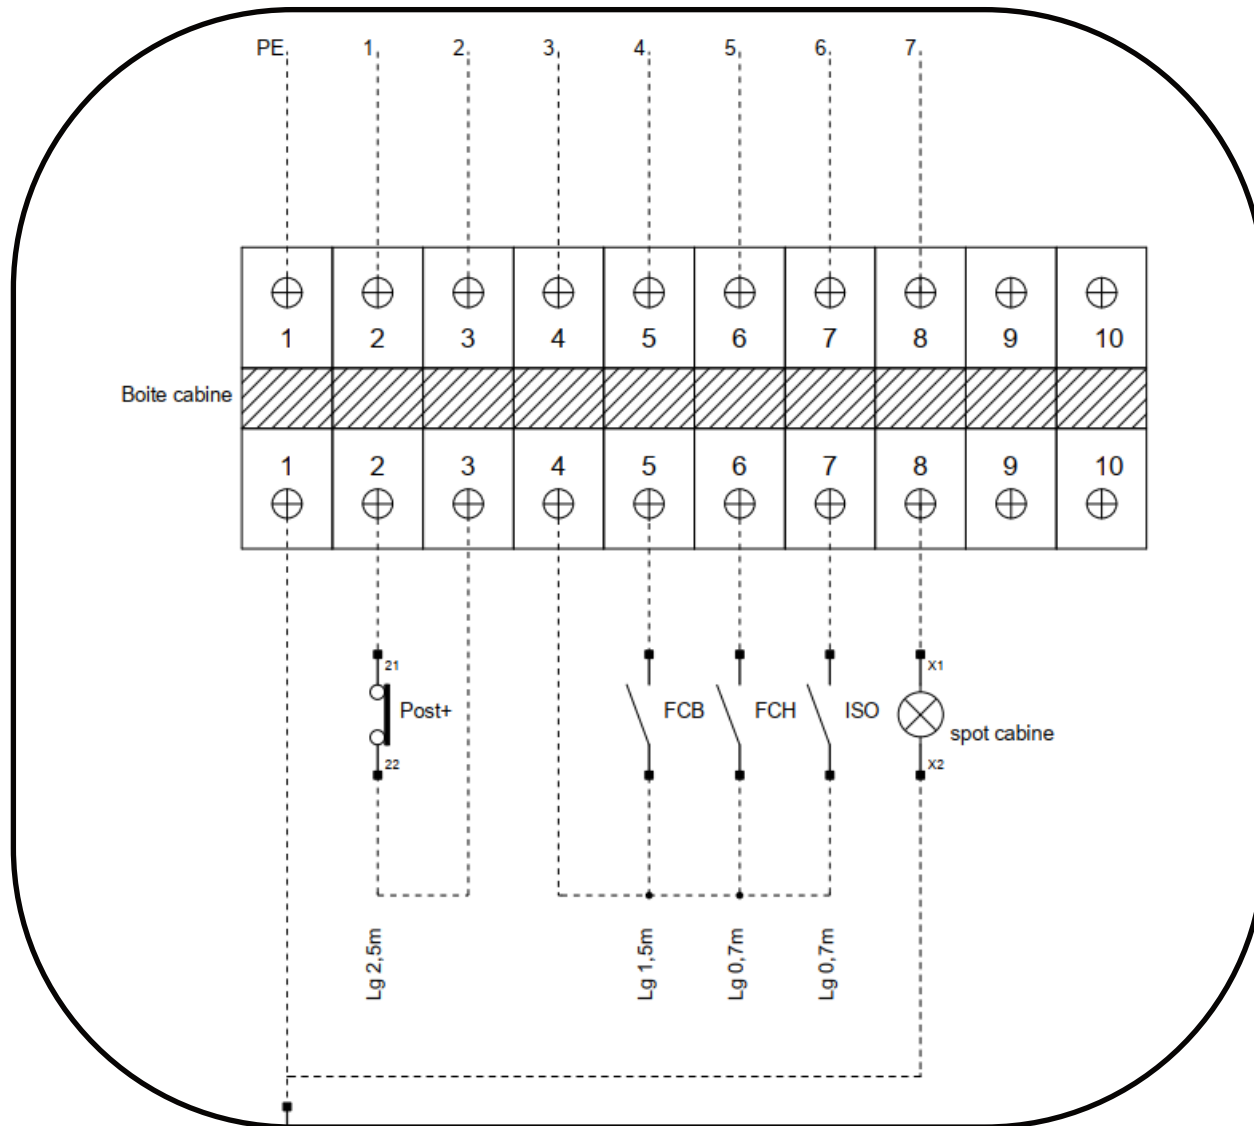 PE 1 2 3 4 5 6 7
1 2 3 4 5 6 7 8 9 10
Boite cabine
1 2 3 4 5 6 7 8 9 10
21 X1
Post+ FCB FCH ISO spot cabine
22 X2
Lg 2,5m Lg 1,5m Lg 0,7m Lg 0,7m